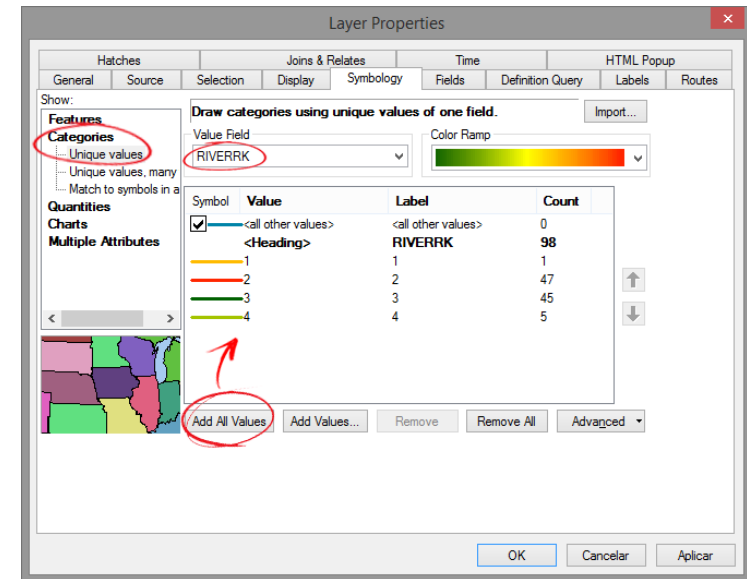 Layer Properties
Hatches Joins & Relates Time HTML Popup
General Source Selection Display Symbology Fields Definition Query Labels Routes
Show:
Features
Categories
Unique values
Unique values, many
Match to symbols in a
Quantities
Charts
Multiple Attributes
Draw categories using unique values of one field.
Import...
Value Field
RIVERRK
Color Ramp
Symbol Value Label Count
<all other values> <all other values> 0
<Heading> RIVERRK 98
1 1 1
2 2 47
3 3 45
4 4 5
Add All Values Add Values... Remove Remove All Advanced
OK Cancelar Aplicar